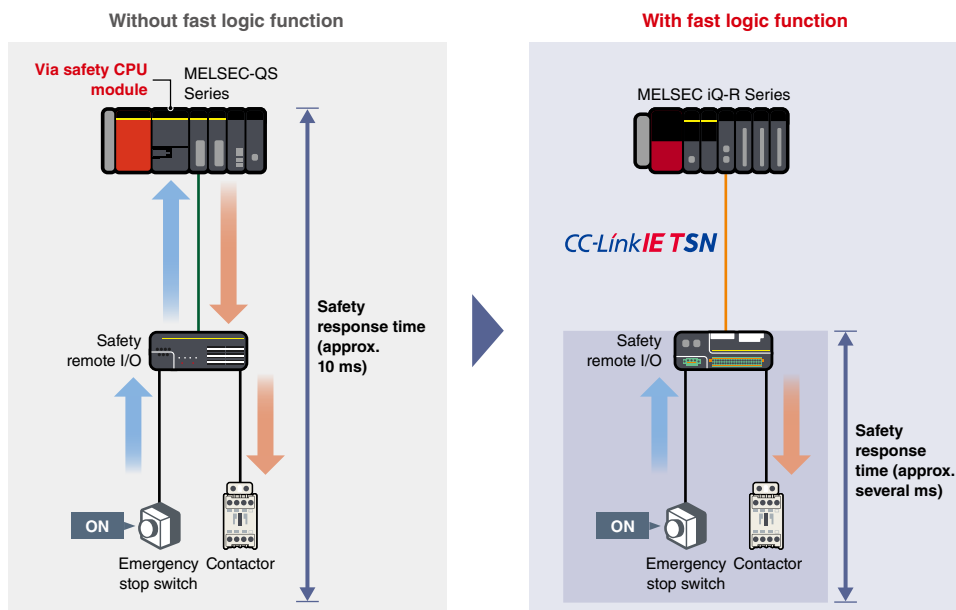 Without fast logic function
Via safety CPU
module
MELSEC-QS
Series
Safety
remote I/O
Safety
response time
(approx.
10 ms)
ON
Emergency
stop switch
Contactor
With fast logic function
MELSEC iQ-R Series
CC-Link IE TSN
Safety
remote I/O
Safety
response
time (approx.
several ms)
ON
Emergency
stop switch
Contactor